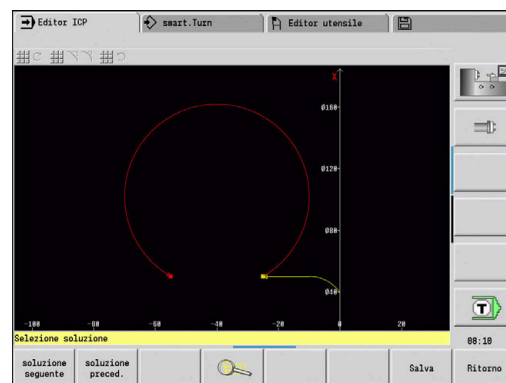 Editor ICP
smart.Turn
Editor utensile
X
Ø160
Ø120
Ø80
Ø40
-100
-80
-60
-40
-20
0
20
T
Selezione soluzione
08:10
soluzione seguente
soluzione preced.
Salva
Ritorno